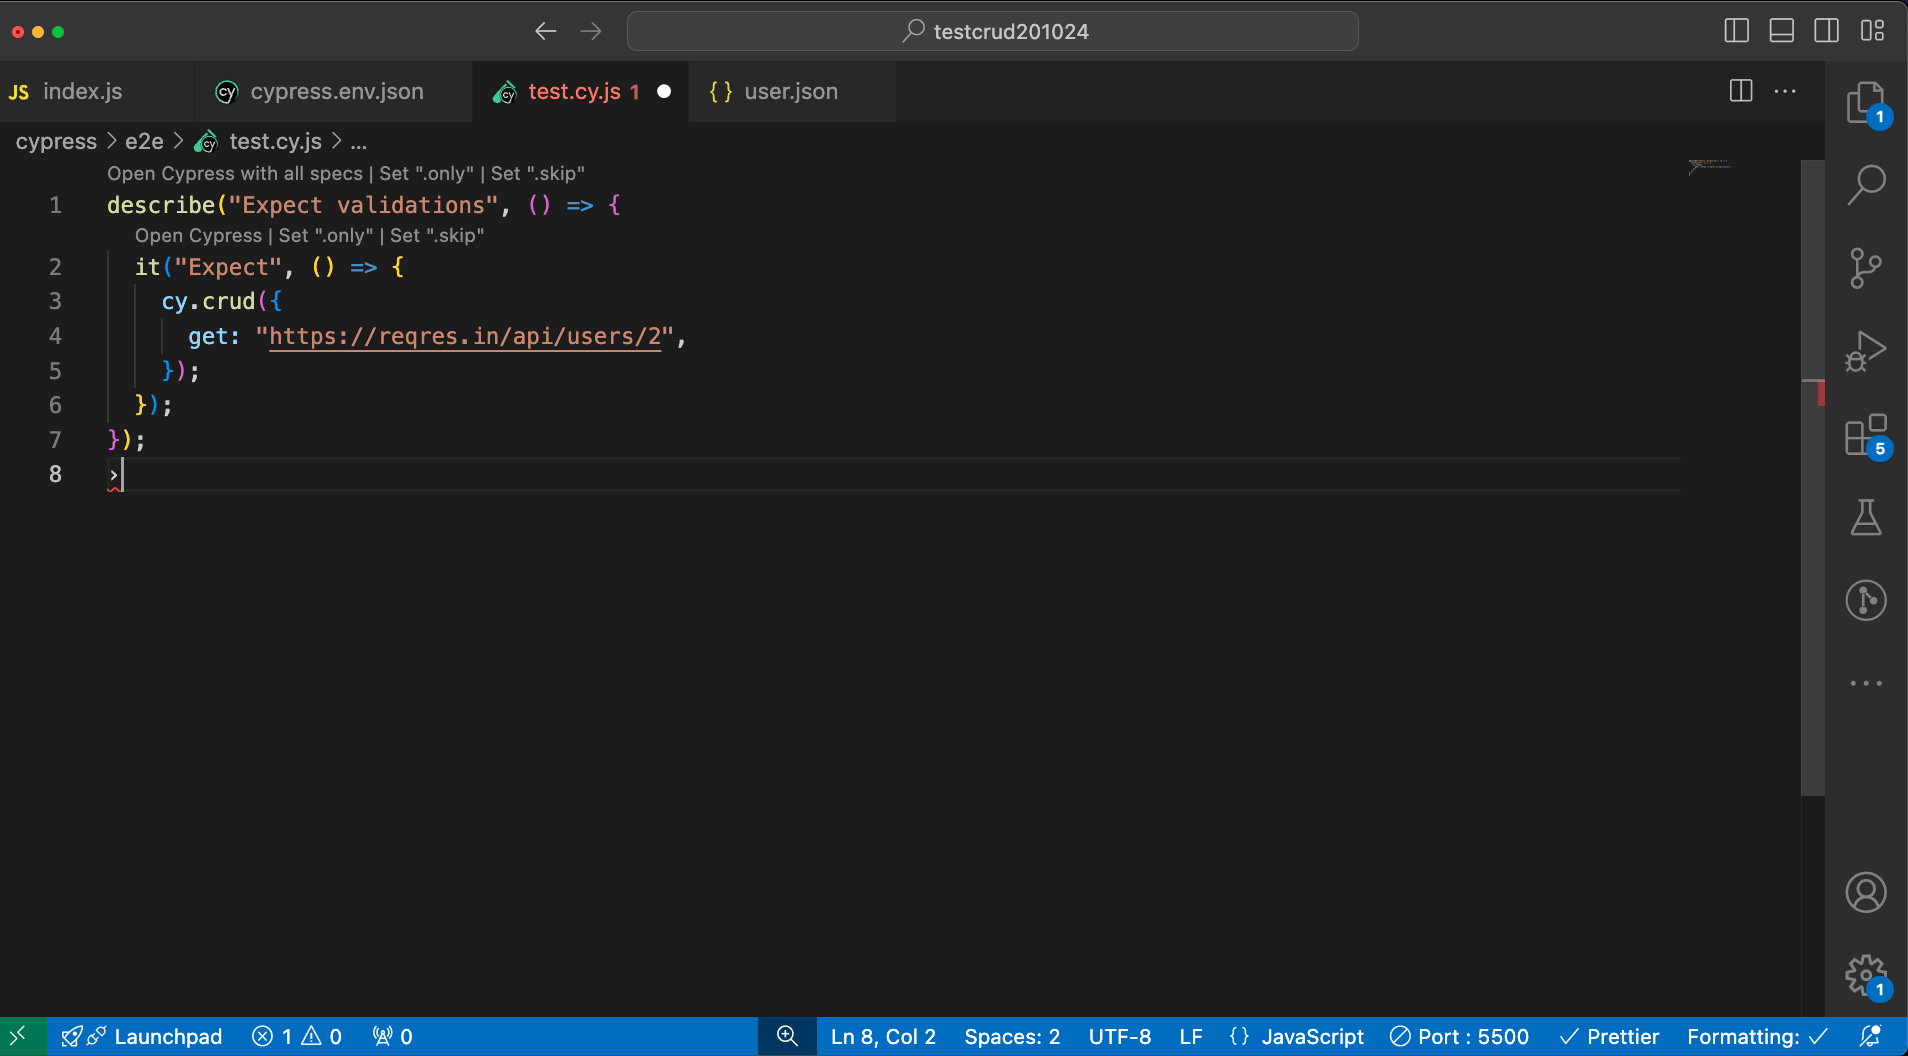 testcrud201024
JS index.js cypress.env.json test.cy.js 1 {} user.json
cypress > e2e > test.cy.js > ...
Open Cypress with all specs | Set ".only" | Set ".skip"
1 describe("Expect validations", () => {
Open Cypress | Set ".only" | Set ".skip"
2 it("Expect", () => {
3 cy.crud({
4 get: "https://reqres.in/api/users/2",
5 });
6 });
7 });
8 ›
1
5
1
Launchpad 1 0 0 Ln 8, Col 2 Spaces: 2 UTF-8 LF {} JavaScript Port : 5500 ✓ Prettier Formatting: ✓